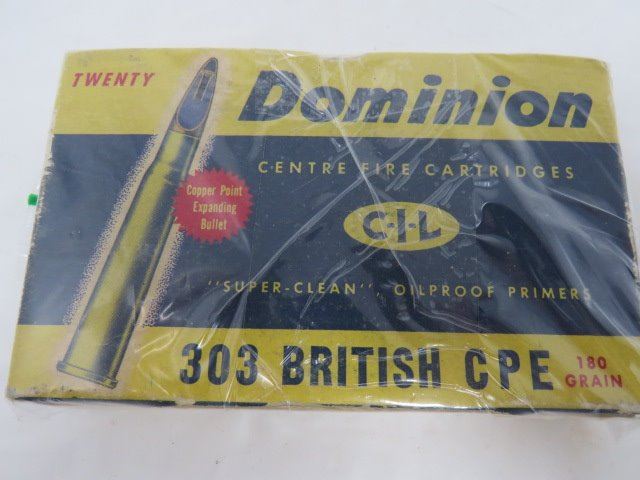 TWENTY
Dominion
CENTRE FIRE CARTRIDGES
Copper Point
Expanding
Bullet
C-I-L
"SUPER-CLEAN", OILPROOF PRIMERS
303 BRITISH CPE
180
GRAIN